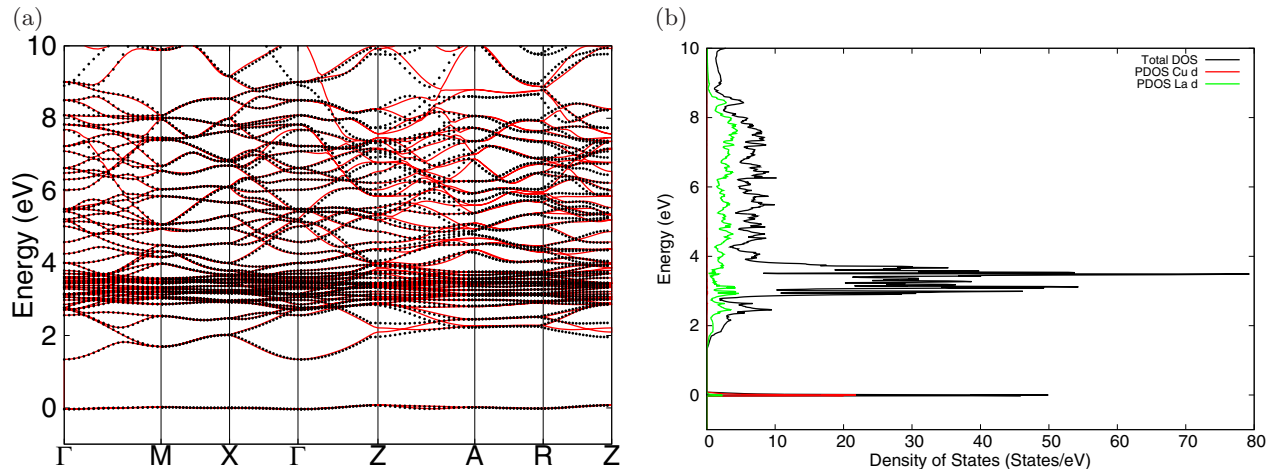 (a)
10
8
6
4
2
0
Energy (eV)
Γ M X Γ Z A R Z
(b)
10
8
6
4
2
0
Energy (eV)
Total DOS
PDOS Cu d
PDOS La d
0 10 20 30 40 50 60 70 80
Density of States (States/eV)